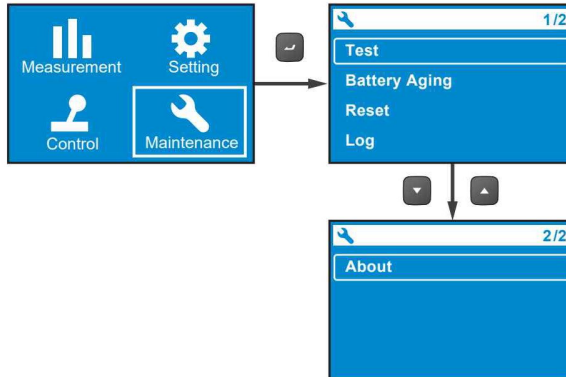 Measurement
Setting
Control
Maintenance
1/2
Test
Battery Aging
Reset
Log
2/2
About